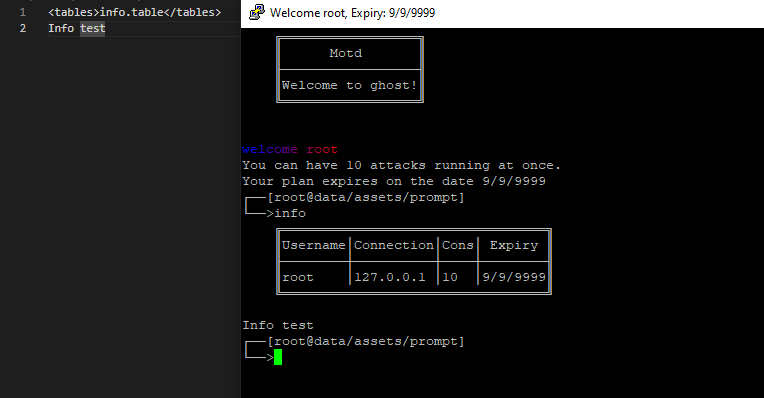 1 <tables>info.table</tables>
2 Info test
Welcome root, Expiry: 9/9/9999
Motd
Welcome to ghost!
welcome root
You can have 10 attacks running at once.
Your plan expires on the date 9/9/9999
┌──[root@data/assets/prompt]
└──>info
Username Connection Cons Expiry
root 127.0.0.1 10 9/9/9999
Info test
┌──[root@data/assets/prompt]
└──>